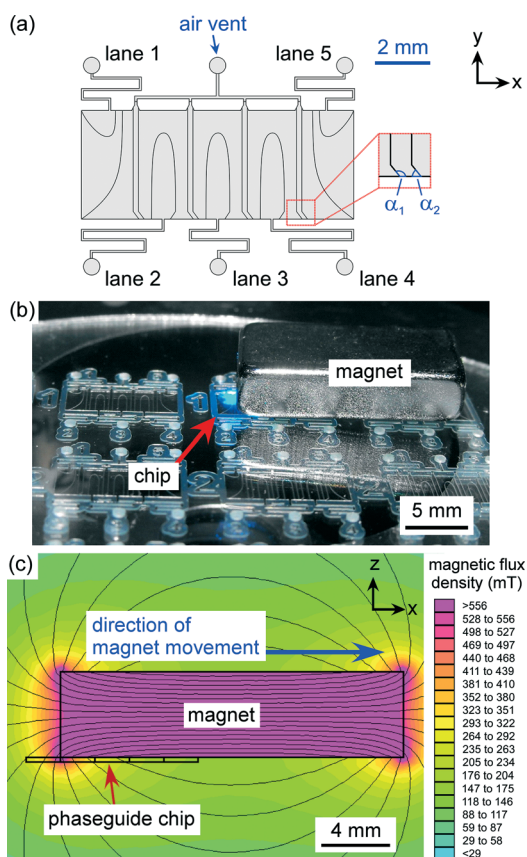 (a)
air vent
lane 1
lane 5
2 mm
y
x
α1
α2
lane 2
lane 3
lane 4
(b)
magnet
chip
5 mm
(c)
z
x
magnetic flux
density (mT)
direction of
magnet movement
magnet
phaseguide chip
4 mm
>556
528 to 556
498 to 527
469 to 497
440 to 468
411 to 439
381 to 410
352 to 380
323 to 351
293 to 322
264 to 292
235 to 263
205 to 234
176 to 204
147 to 175
118 to 146
88 to 117
59 to 87
29 to 58
<29